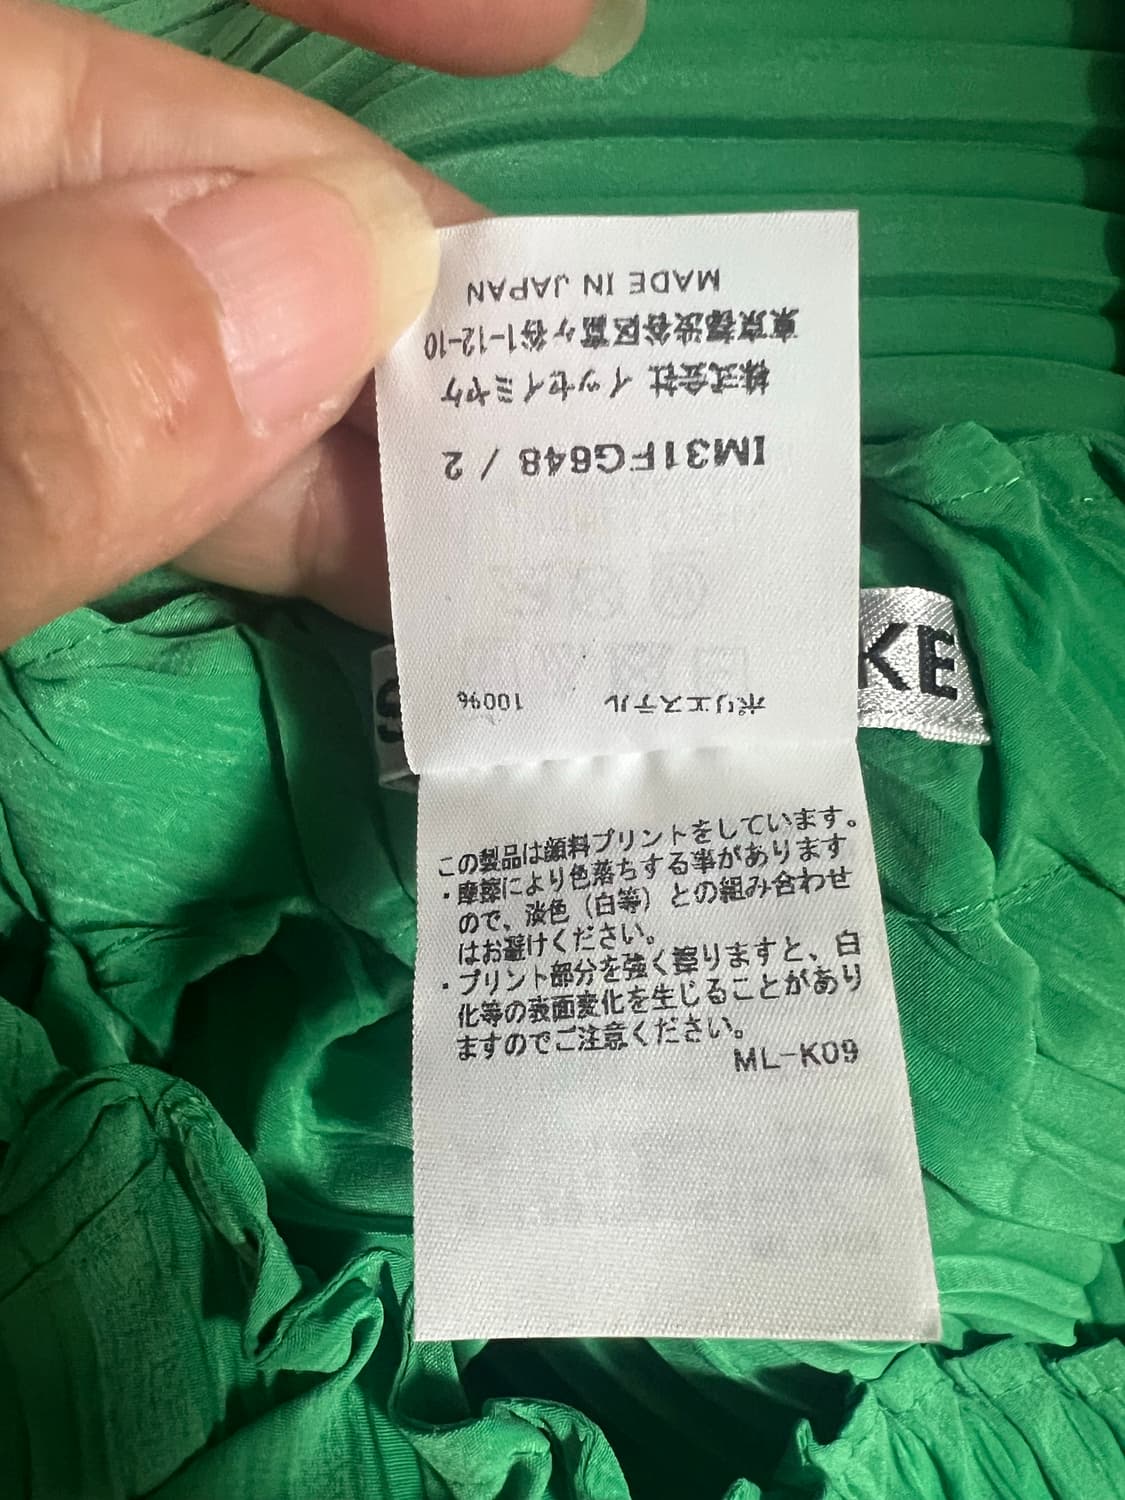 MADE IN JAPAN
東京都渋谷区富ヶ谷1-12-10
株式会社 イッセイミヤケ
IM31FG648 / 2
ポリエステル 100%
KE
この製品は顔料プリントをしています。
・摩擦により色落ちする事があります
ので、淡色（白等）との組み合わせ
はお避けください。
・プリント部分を強く擦りますと、白
化等の表面変化を生じることがあり
ますのでご注意ください。
ML-K09